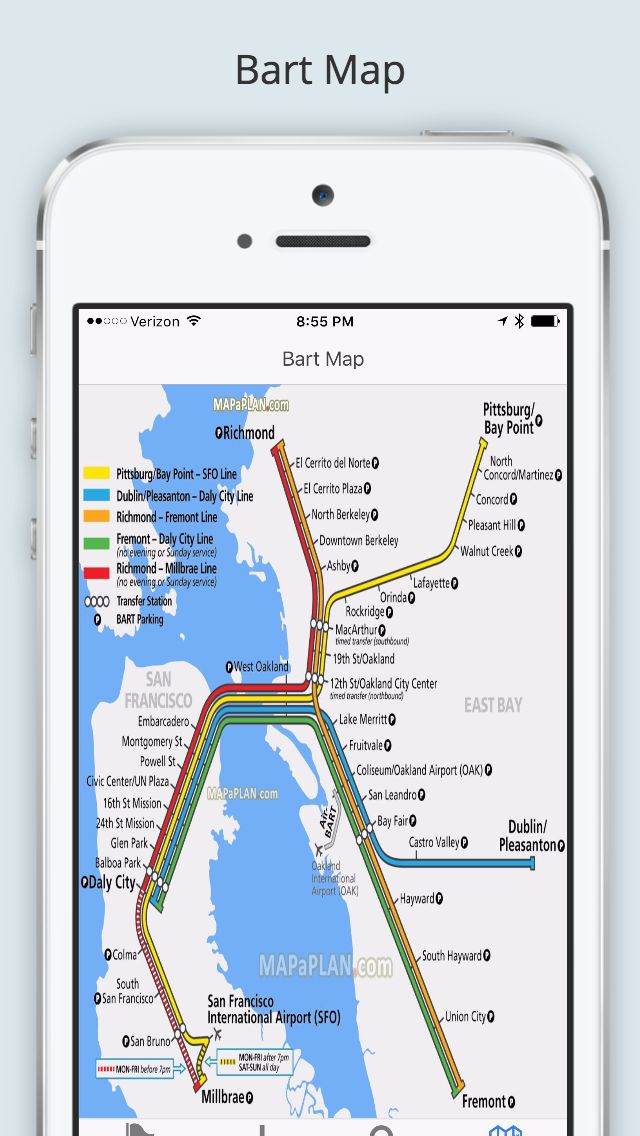 Bart Map
Verizon
8:55 PM
Bart Map
MAPaPLAN.com
Richmond P
Pittsburg/
Bay Point P
El Cerrito del Norte P
North
Concord/Martinez P
Pittsburg/Bay Point – SFO Line
El Cerrito Plaza P
Concord P
Dublin/Pleasanton – Daly City Line
North Berkeley P
Pleasant Hill P
Richmond – Fremont Line
Downtown Berkeley
Walnut Creek P
Fremont – Daly City Line
(no evening or Sunday service)
Ashby P
Lafayette P
Richmond – Millbrae Line
(no evening or Sunday service)
Orinda P
Transfer Station
Rockridge P
P BART Parking
MacArthur P
timed transfer (southbound)
19th St/Oakland
P West Oakland
12th St/Oakland City Center
timed transfer (northbound)
SAN
FRANCISCO
EAST BAY
Embarcadero
Lake Merritt P
Montgomery St
Fruitvale P
Powell St
Coliseum/Oakland Airport (OAK) P
Civic Center/UN Plaza
MAPaPLAN.com
San Leandro P
16th St Mission
Air-
BART
Bay Fair P
24th St Mission
Dublin/
Pleasanton P
Glen Park
Castro Valley P
Balboa Park
Oakland
International
Airport (OAK)
P Daly City
Hayward P
P Colma
South Hayward P
MAPaPLAN.com
South
P San Francisco
San Francisco
International Airport (SFO)
Union City P
P San Bruno
MON-FRI before 7pm
MON-FRI after 7pm
SAT-SUN all day
Millbrae P
Fremont P